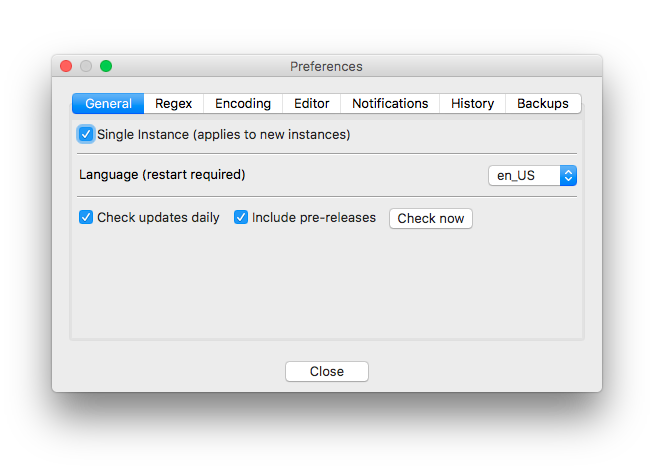 Preferences
General Regex Encoding Editor Notifications History Backups
Single Instance (applies to new instances)
Language (restart required) en_US
Check updates daily Include pre-releases Check now
Close